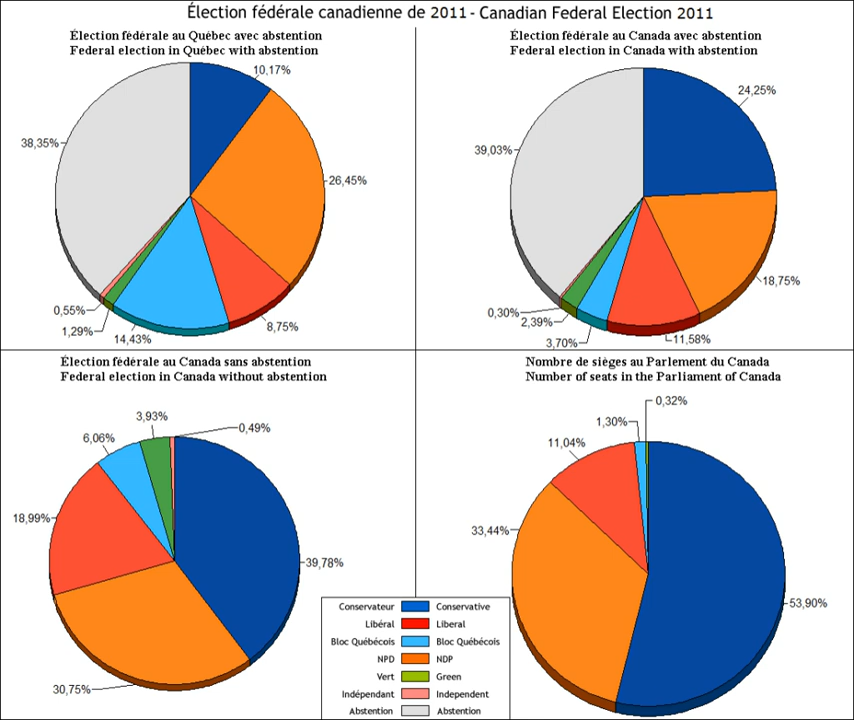 Élection fédérale canadienne de 2011 - Canadian Federal Election 2011
Élection fédérale au Québec avec abstention
Federal election in Québec with abstention
10,17%
26,45%
8,75%
14,43%
1,29%
0,55%
38,35%
Élection fédérale au Canada avec abstention
Federal election in Canada with abstention
24,25%
18,75%
11,58%
3,70%
2,39%
0,30%
39,03%
Élection fédérale au Canada sans abstention
Federal election in Canada without abstention
39,78%
30,75%
18,99%
6,06%
3,93%
0,49%
Nombre de sièges au Parlement du Canada
Number of seats in the Parliament of Canada
53,90%
33,44%
11,04%
1,30%
0,32%
Conservateur Conservative
Libéral Liberal
Bloc Québécois Bloc Québécois
NPD NDP
Vert Green
Indépendant Independent
Abstention Abstention